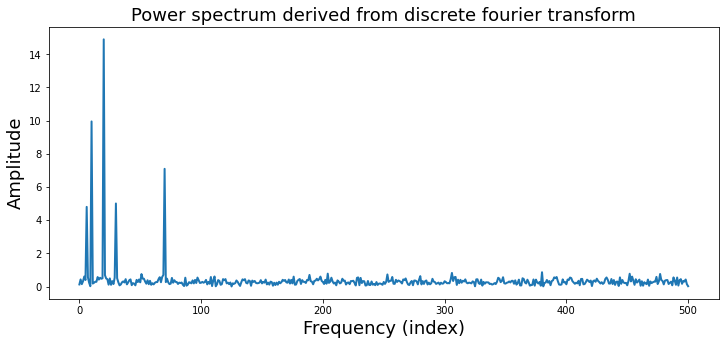 Power spectrum derived from discrete fourier transform
Amplitude
14
12
10
8
6
4
2
0
0 100 200 300 400 500
Frequency (index)